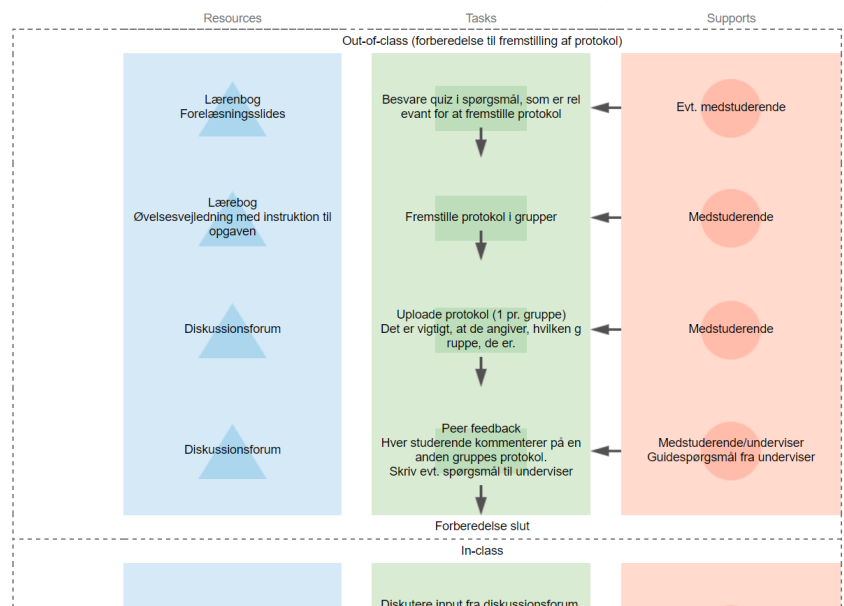 Resources
Tasks
Supports
Out-of-class (forberedelse til fremstilling af protokol)
Lærenbog
Forelæsningsslides
Besvare quiz i spørgsmål, som er rel
evant for at fremstille protokol
Evt. medstuderende
Lærebog
Øvelsesvejledning med instruktion til
opgaven
Fremstille protokol i grupper
Medstuderende
Diskussionsforum
Uploade protokol (1 pr. gruppe)
Det er vigtigt, at de angiver, hvilken g
ruppe, de er.
Medstuderende
Diskussionsforum
Peer feedback
Hver studerende kommenterer på en
anden gruppes protokol.
Skriv evt. spørgsmål til underviser
Medstuderende/underviser
Guidespørgsmål fra underviser
Forberedelse slut
In-class
Diskutere input fra diskussionsforum